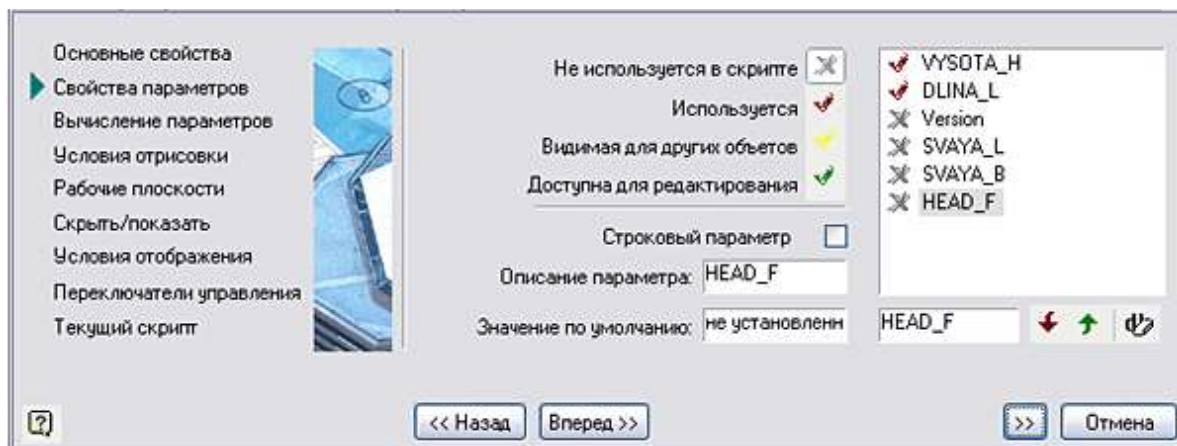 Основные свойства
Свойства параметров
Вычисление параметров
Условия отрисовки
Рабочие плоскости
Скрыть/показать
Условия отображения
Переключатели управления
Текущий скрипт
Не используется в скрипте
Используется
Видимая для других объетов
Доступна для редактирования
Строковый параметр
Описание параметра: HEAD_F
Значение по умолчанию: не установленн
VYSOTA_H
DLINA_L
Version
SVAYA_L
SVAYA_B
HEAD_F
HEAD_F
<< Назад
Вперед >>
>>
Отмена